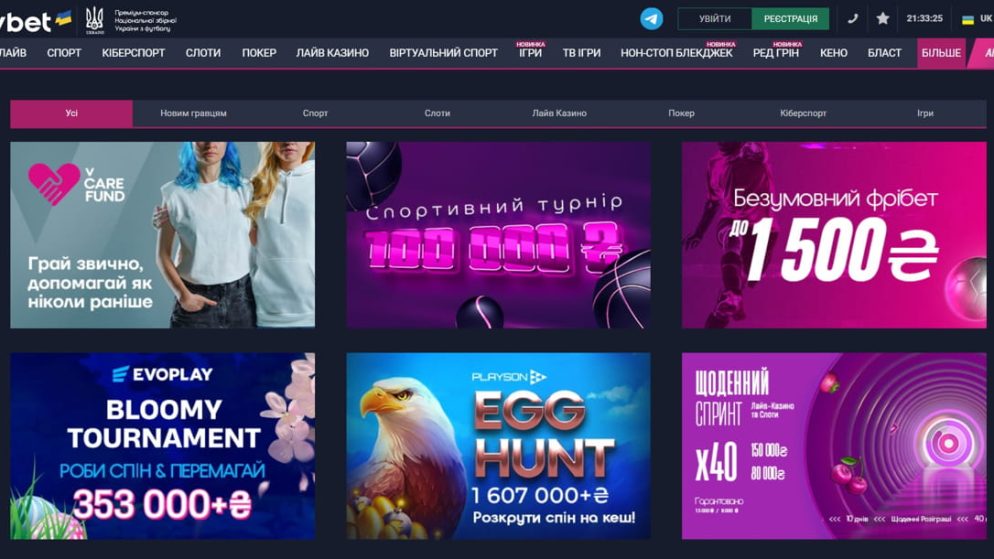 vbet
UKRAINE
Преміум-спонсор
Національної збірної
України з футболу
УВІЙТИ
РЕЄСТРАЦІЯ
21:33:25
UK
ЛАЙВ
СПОРТ
КІБЕРСПОРТ
СЛОТИ
ПОКЕР
ЛАЙВ КАЗИНО
ВІРТУАЛЬНИЙ СПОРТ
НОВИНКА
ІГРИ
ТВ ІГРИ
НОВИНКА
НОН-СТОП БЛЕКДЖЕК
НОВИНКА
РЕД ГРІН
КЕНО
БЛАСТ
БІЛЬШЕ
Усі
Новим гравцям
Спорт
Слоти
Лайв Казино
Покер
Кіберспорт
Ігри
V
CARE
FUND
Грай звично,
допомагай як
ніколи раніше
Спортивний турнір
100 000 ₴
Безумовний фрібет
до 1 500₴
EVOPLAY
BLOOMY
TOURNAMENT
РОБИ СПІН & ПЕРЕМАГАЙ
353 000+₴
PLAYSON
EGG
HUNT
1 607 000+₴
Розкрути спін на кеш!
ЩОДЕННИЙ
СПРИНТ
Лайв-Казино
та Слоти
x40
150 000₴
80 000₴
Гарантовано
<<< 10 днів <<< Щоденні Розіграші <<< 40